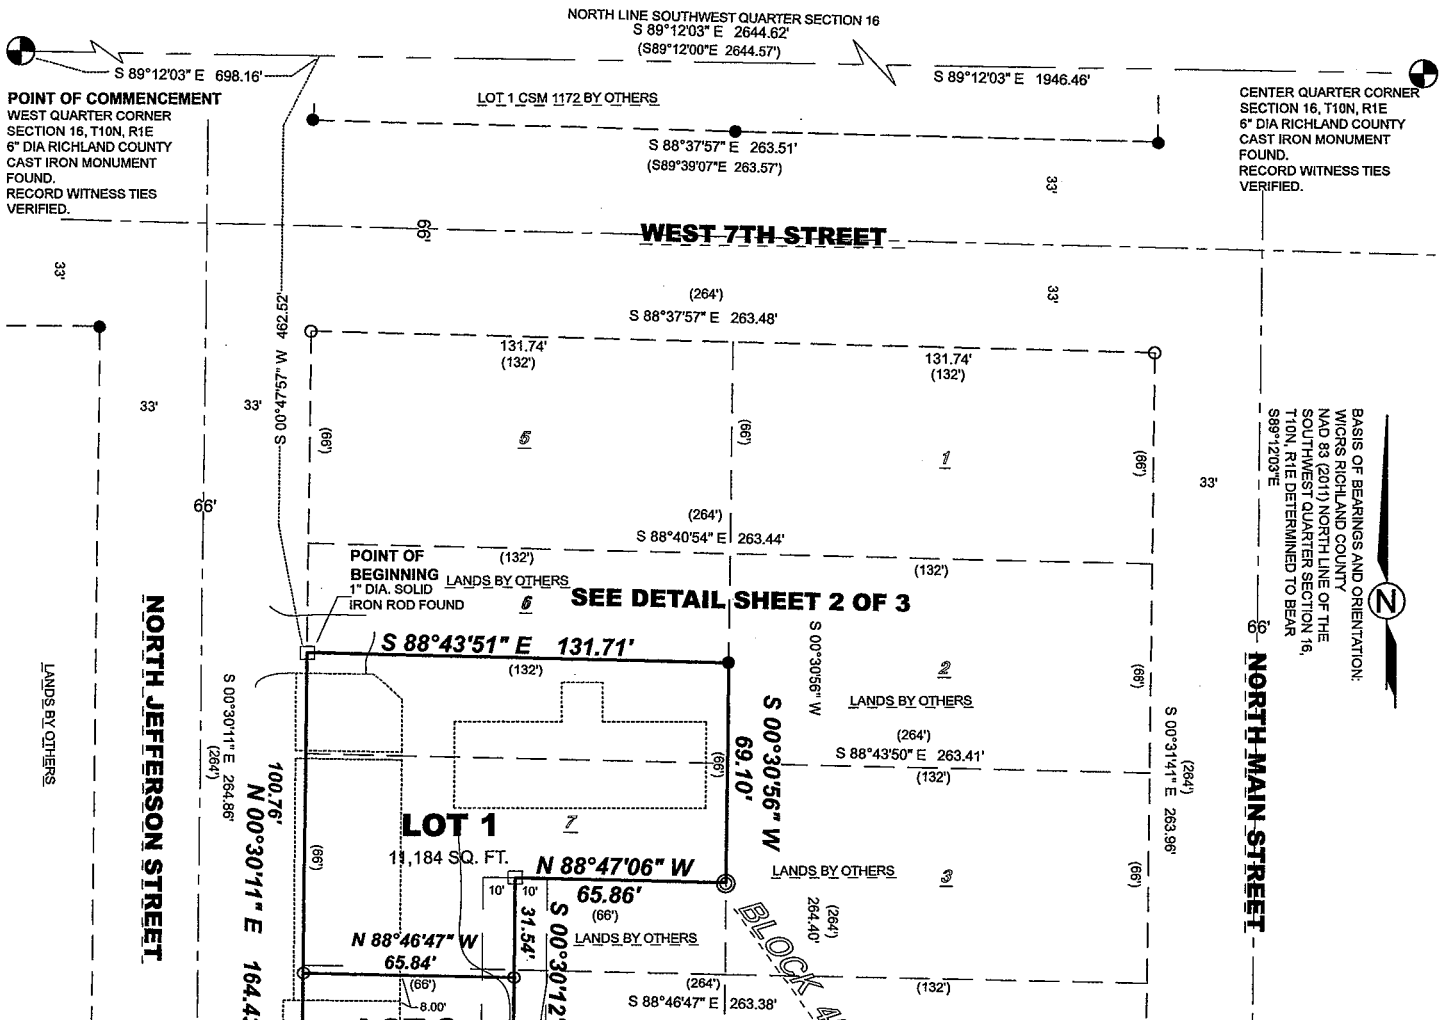 NORTH LINE SOUTHWEST QUARTER SECTION 16
S 89°12'03" E 2644.62'
(S89°12'00"E 2644.57')
S 89°12'03" E 698.16'
S 89°12'03" E 1946.46'
POINT OF COMMENCEMENT
WEST QUARTER CORNER
SECTION 16, T10N, R1E
6" DIA RICHLAND COUNTY
CAST IRON MONUMENT
FOUND.
RECORD WITNESS TIES
VERIFIED.
LOT 1 CSM 1172 BY OTHERS
S 88°37'57" E 263.51'
(S89°39'07"E 263.57')
CENTER QUARTER CORNER
SECTION 16, T10N, R1E
6" DIA RICHLAND COUNTY
CAST IRON MONUMENT
FOUND.
RECORD WITNESS TIES
VERIFIED.
33'
66'
WEST 7TH STREET
33'
33'
(264')
S 88°37'57" E 263.48'
131.74'
(132')
131.74'
(132')
S 00°47'57" W 462.52'
33'
33'
(66')
5
(66')
1
(66')
33'
66'
BASIS OF BEARINGS AND ORIENTATION:
WICRS RICHLAND COUNTY
NAD 83 (2011) NORTH LINE OF THE
SOUTHWEST QUARTER SECTION 16,
T10N, R1E DETERMINED TO BEAR
S89°12'03"E
N
(264')
S 88°40'54" E 263.44'
(132')
(132')
POINT OF
BEGINNING
1" DIA. SOLID
IRON ROD FOUND
LANDS BY OTHERS
6
SEE DETAIL SHEET 2 OF 3
S 88°43'51" E 131.71'
(132')
S 00°30'56" W
2
LANDS BY OTHERS
(66')
66'
NORTH JEFFERSON STREET
LANDS BY OTHERS
S 00°30'11" E 264.86'
(264')
NORTH MAIN STREET
S 00°31'41" E 263.96'
(264')
(264')
S 88°43'50" E 263.41'
(132')
S 00°30'56" W
69.10'
(66')
100.76'
N 00°30'11" E 164.43
(66')
LOT 1
7
11,184 SQ. FT.
N 88°47'06" W
65.86'
(66')
10'
10'
LANDS BY OTHERS
3
(66')
LANDS BY OTHERS
31.54'
S 00°30'12"
(264')
264.40'
BLOCK
N 88°46'47" W
65.84'
(66')
8.00'
(264')
S 88°46'47" E 263.38'
(132')